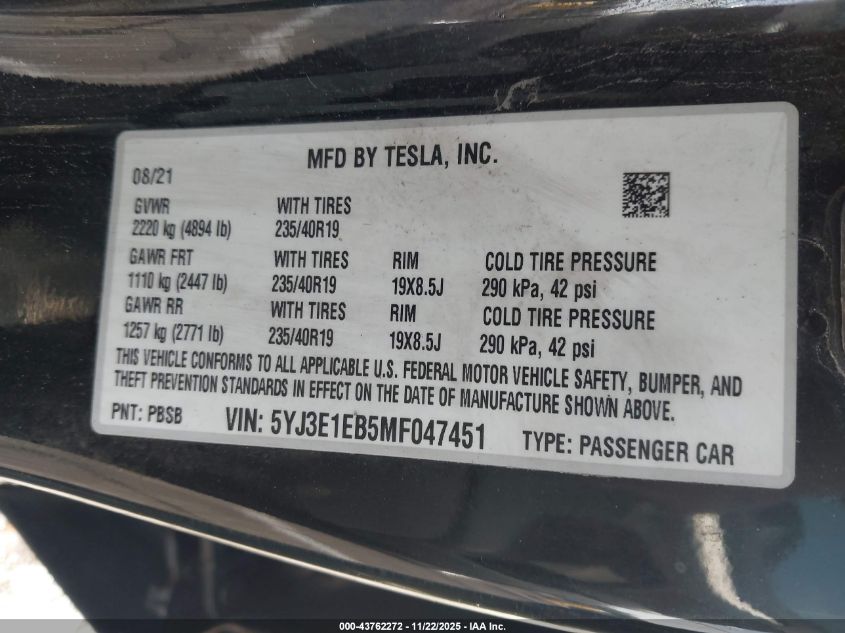 MFD BY TESLA, INC.
08/21
GVWR WITH TIRES
2220 kg (4894 lb) 235/40R19
GAWR FRT WITH TIRES RIM COLD TIRE PRESSURE
1110 kg (2447 lb) 235/40R19 19X8.5J 290 kPa, 42 psi
GAWR RR WITH TIRES RIM COLD TIRE PRESSURE
1257 kg (2771 lb) 235/40R19 19X8.5J 290 kPa, 42 psi
THIS VEHICLE CONFORMS TO ALL APPLICABLE U.S. FEDERAL MOTOR VEHICLE SAFETY, BUMPER, AND
THEFT PREVENTION STANDARDS IN EFFECT ON THE DATE OF MANUFACTURE SHOWN ABOVE.
PNT: PBSB VIN: 5YJ3E1EB5MF047451 TYPE: PASSENGER CAR
000-43762272 - 11/22/2025 - IAA Inc.